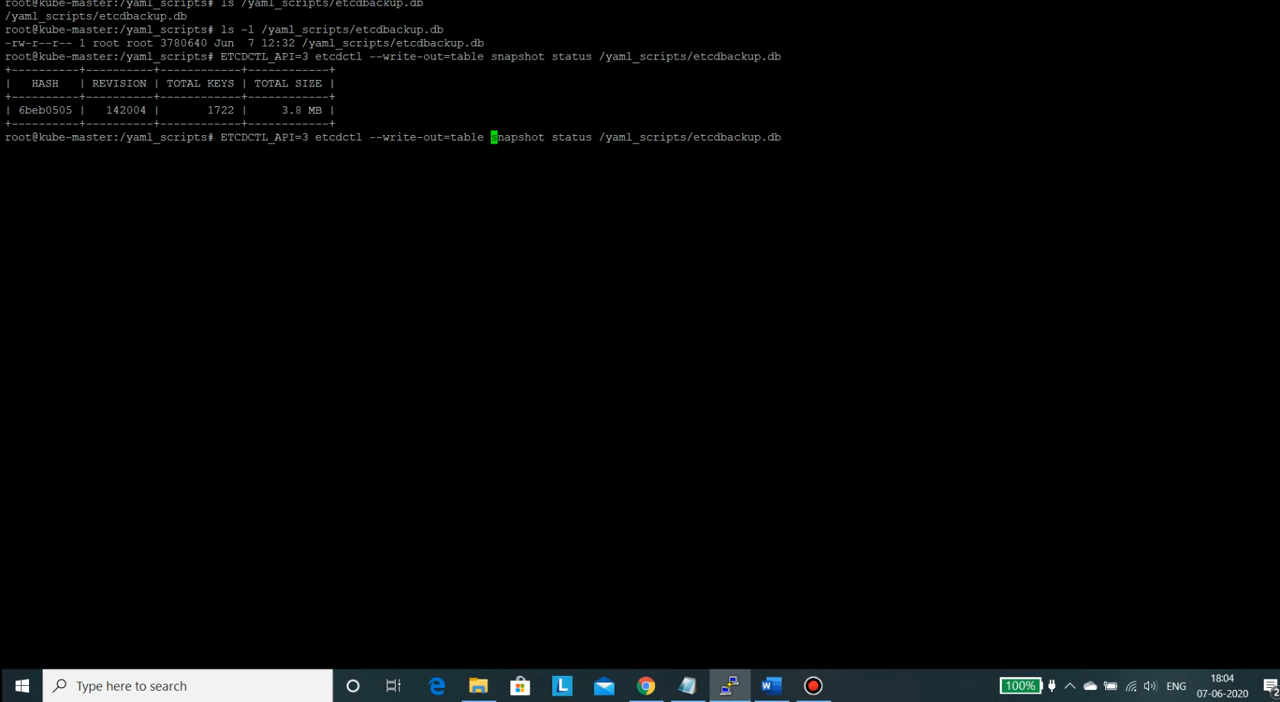 root@kube-master:/yaml_scripts# ls /yaml_scripts/etcdbackup.db
/yaml_scripts/etcdbackup.db
root@kube-master:/yaml_scripts# ls -l /yaml_scripts/etcdbackup.db
-rw-r--r-- 1 root root 3780640 Jun  7 12:32 /yaml_scripts/etcdbackup.db
root@kube-master:/yaml_scripts# ETCDCTL_API=3 etcdctl --write-out=table snapshot status /yaml_scripts/etcdbackup.db
+----------+----------+------------+------------+
|   HASH   | REVISION | TOTAL KEYS | TOTAL SIZE |
+----------+----------+------------+------------+
| 6beb0505 |   142004 |       1722 |     3.8 MB |
+----------+----------+------------+------------+
root@kube-master:/yaml_scripts# ETCDCTL_API=3 etcdctl --write-out=table snapshot status /yaml_scripts/etcdbackup.db
Type here to search
L
W
100%
ENG
18:04
07-06-2020
2